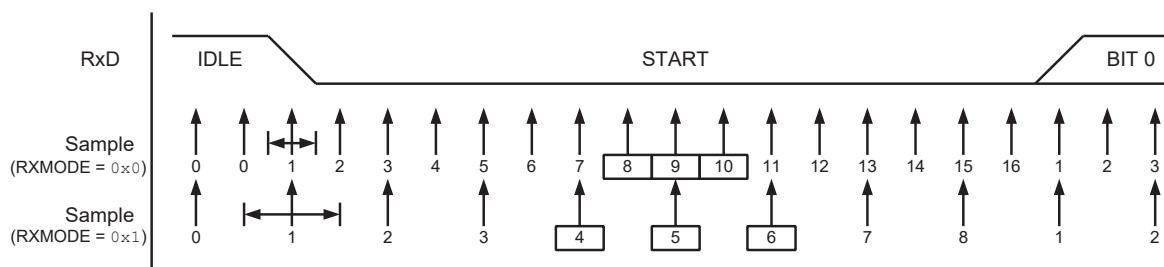 RxD IDLE START BIT 0
Sample
(RXMODE = 0x0) 0 0 1 2 3 4 5 6 7 8 9 10 11 12 13 14 15 16 1 2 3
Sample
(RXMODE = 0x1) 0 1 2 3 4 5 6 7 8 1 2